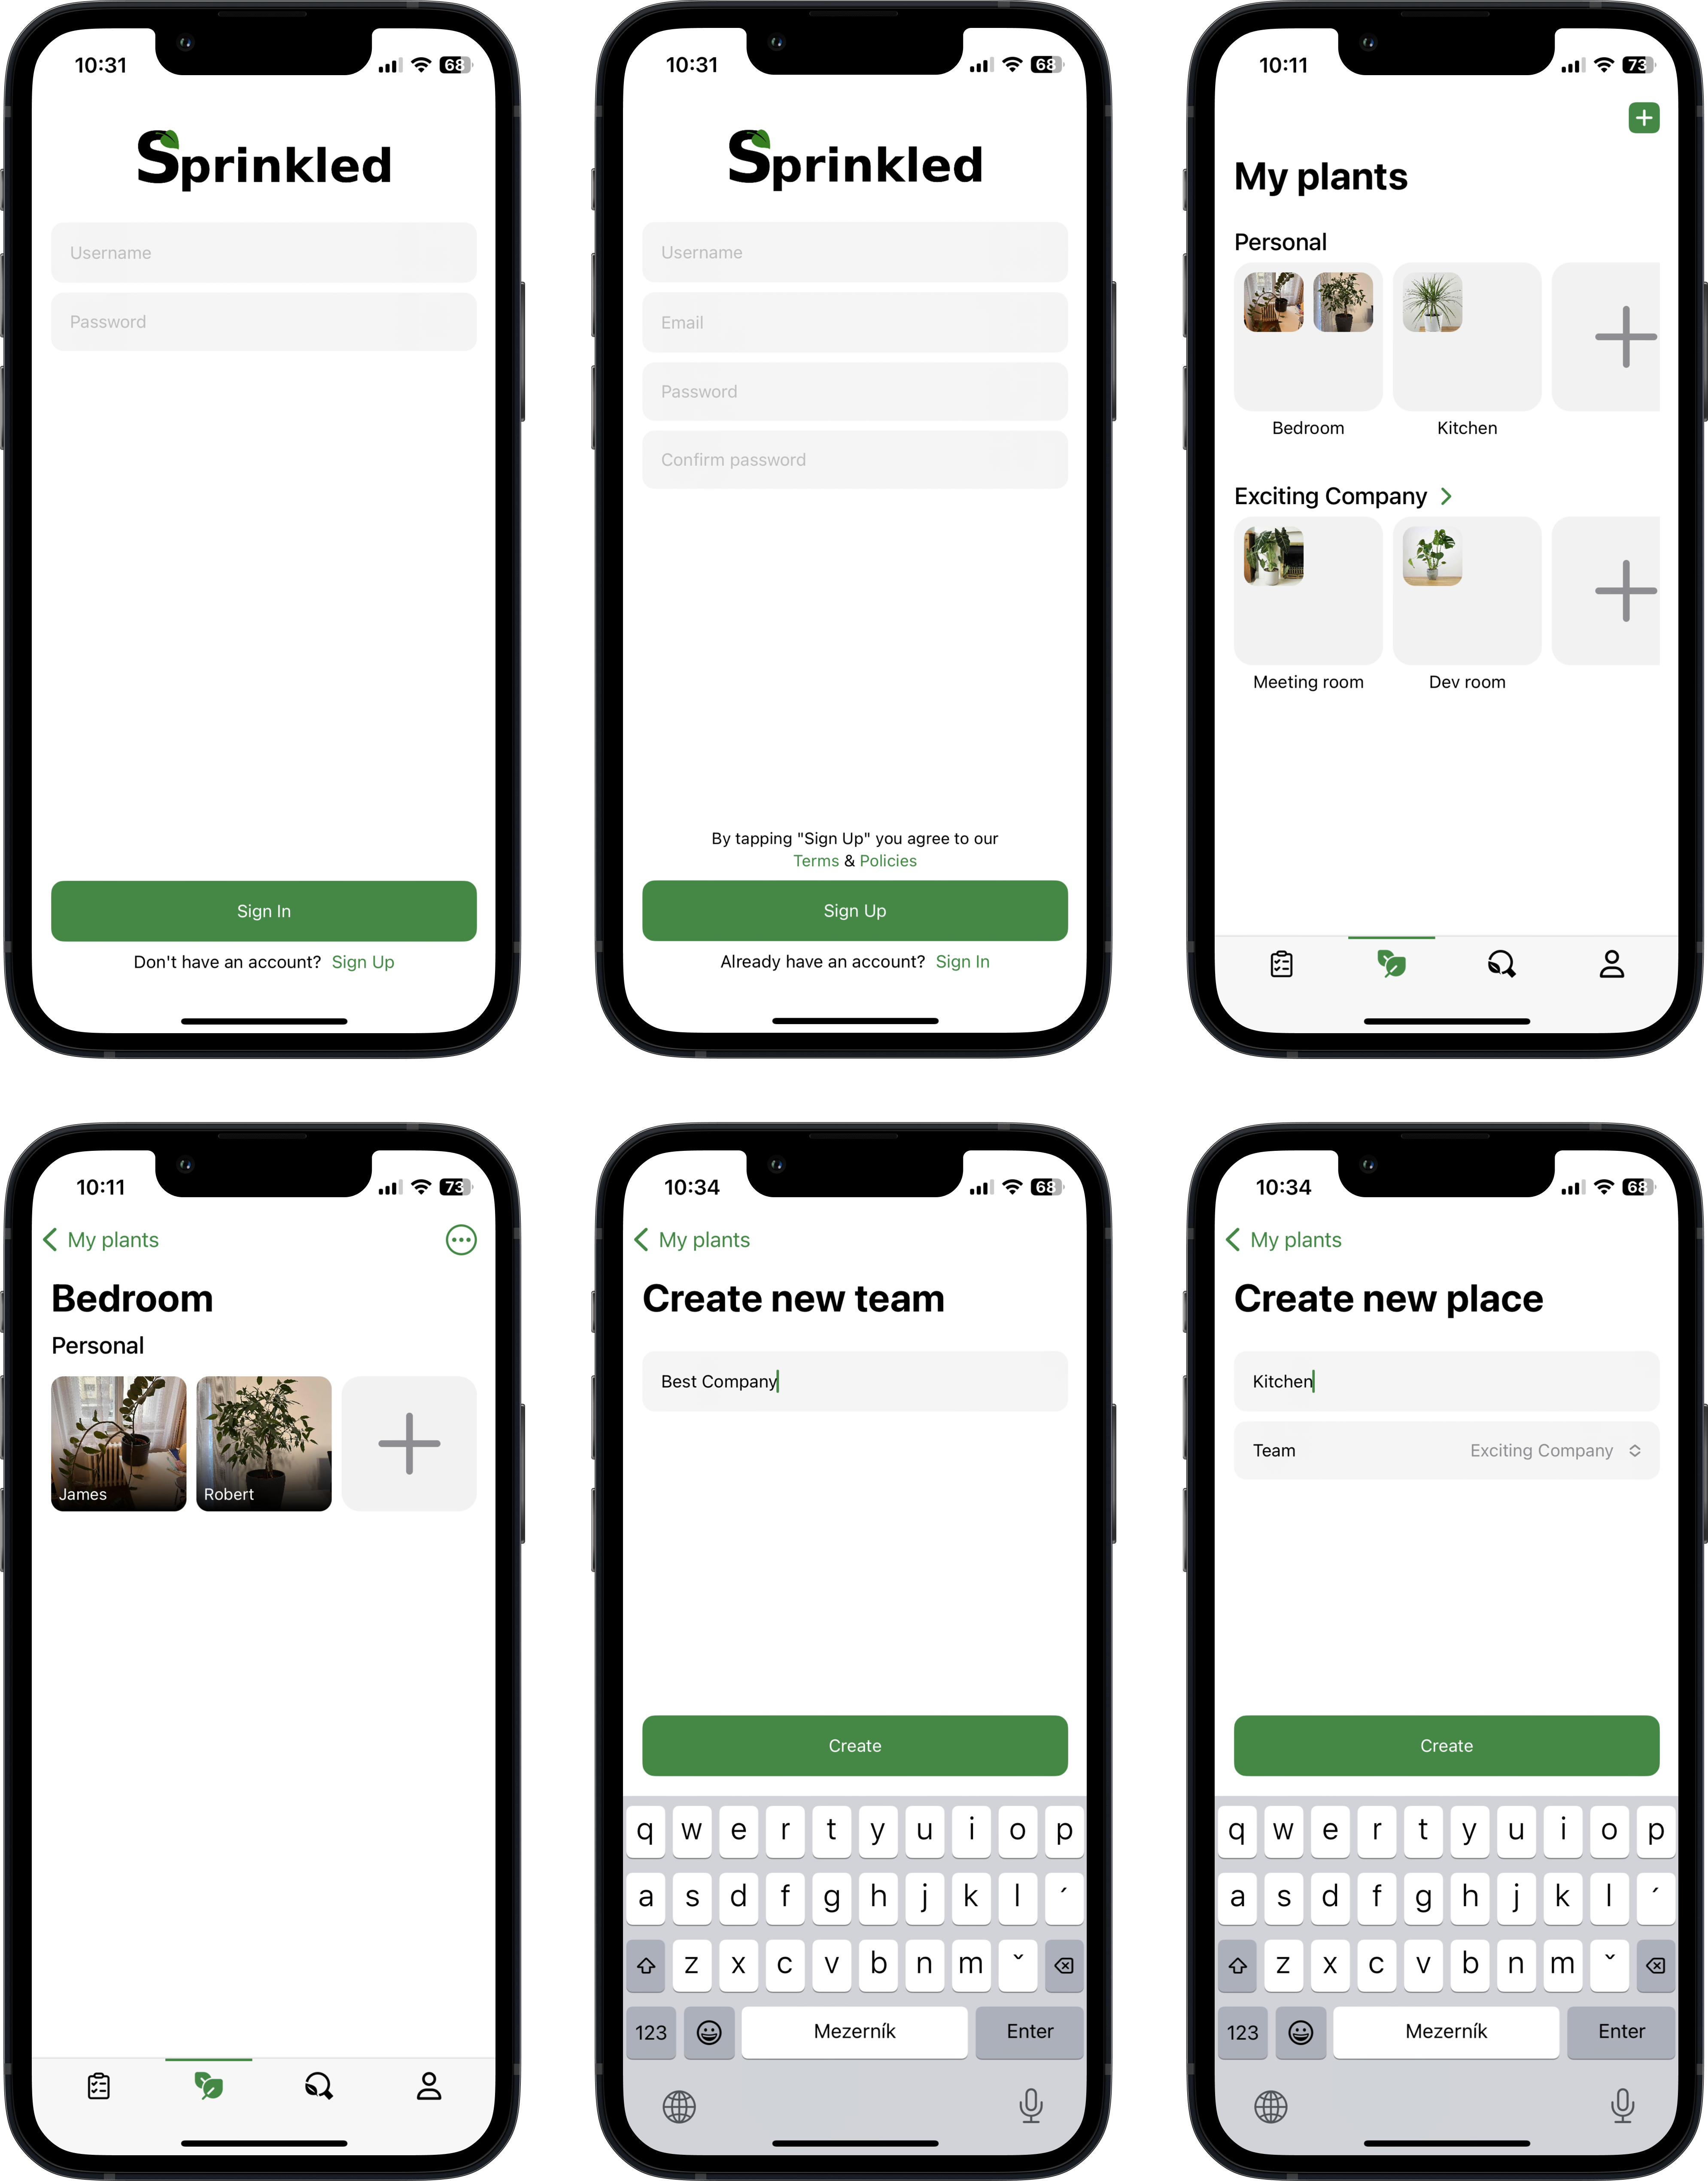 10:31
68
Sprinkled
Username
Password
Sign In
Don't have an account? Sign Up
10:31
68
Sprinkled
Username
Email
Password
Confirm password
By tapping "Sign Up" you agree to our
Terms & Policies
Sign Up
Already have an account? Sign In
10:11
73
My plants
Personal
Bedroom
Kitchen
Exciting Company
Meeting room
Dev room
10:11
73
My plants
Bedroom
Personal
James
Robert
10:34
68
My plants
Create new team
Best Company
Create
q w e r t y u i o p
a s d f g h j k l ´
z x c v b n m ˇ
123
Mezerník
Enter
10:34
68
My plants
Create new place
Kitchen
Team
Exciting Company
Create
q w e r t y u i o p
a s d f g h j k l ´
z x c v b n m ˇ
123
Mezerník
Enter